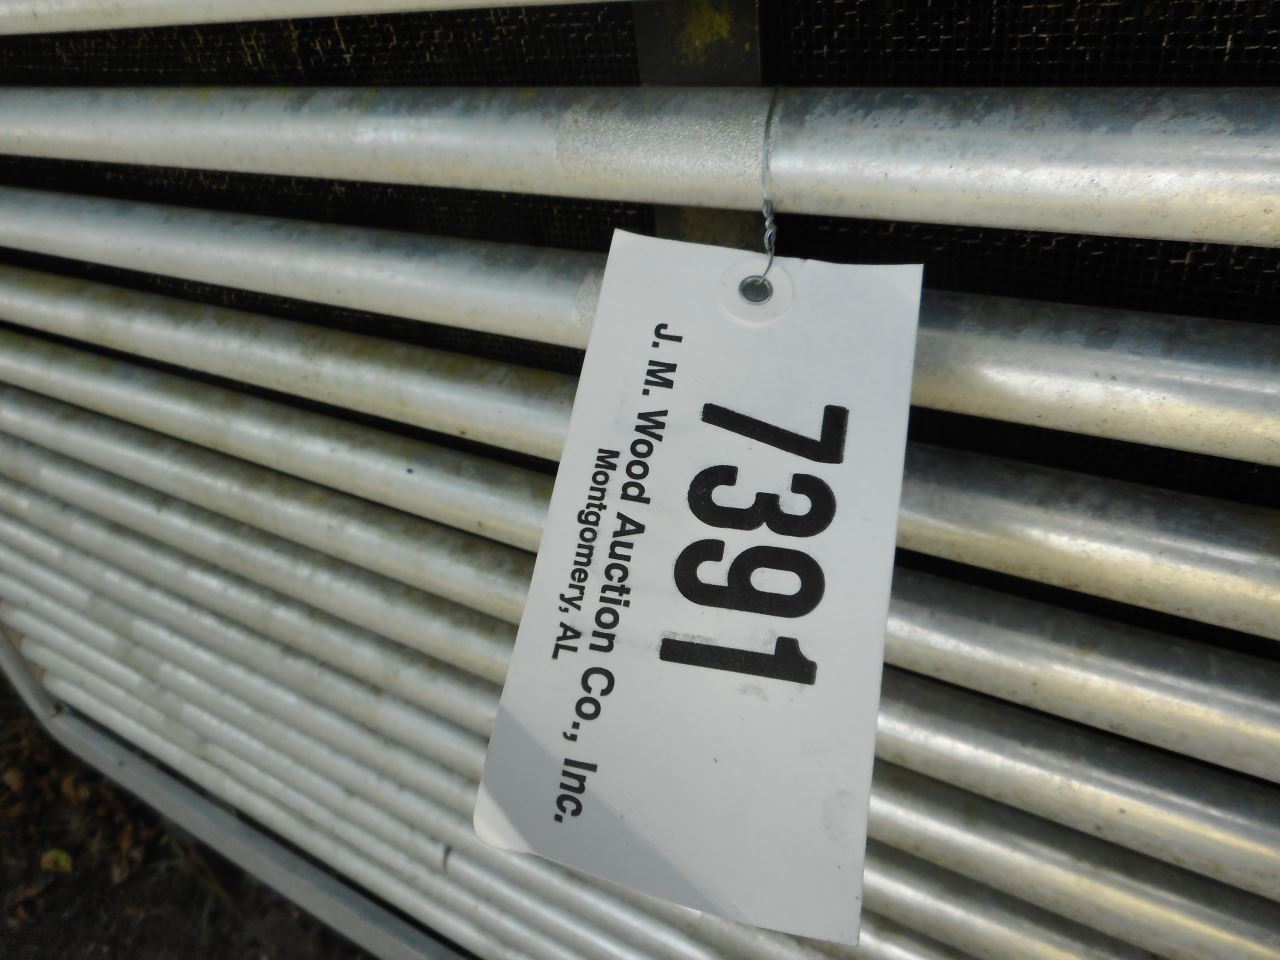 7391
J. M. Wood Auction Co., Inc.
Montgomery, AL